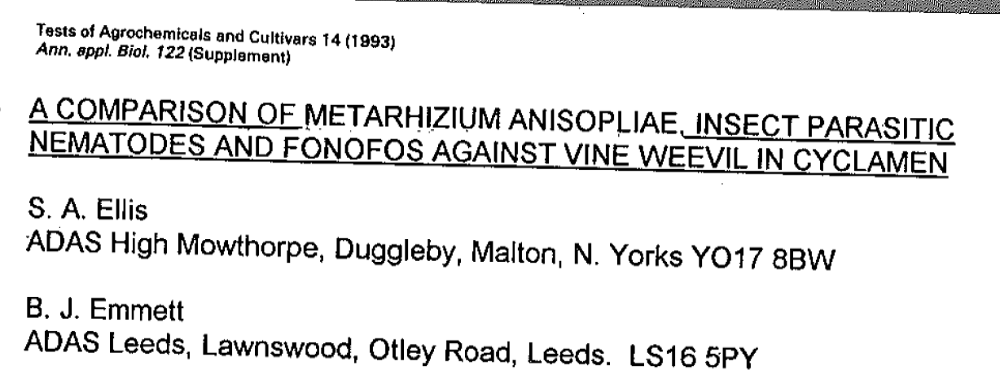 Tests of Agrochemicals and Cultivars 14 (1993)
Ann. appl. Biol. 122 (Supplement)
A COMPARISON OF METARHIZIUM ANISOPLIAE, INSECT PARASITIC
NEMATODES AND FONOFOS AGAINST VINE WEEVIL IN CYCLAMEN
S. A. Ellis
ADAS High Mowthorpe, Duggleby, Malton, N. Yorks YO17 8BW
B. J. Emmett
ADAS Leeds, Lawnswood, Otley Road, Leeds. LS16 5PY